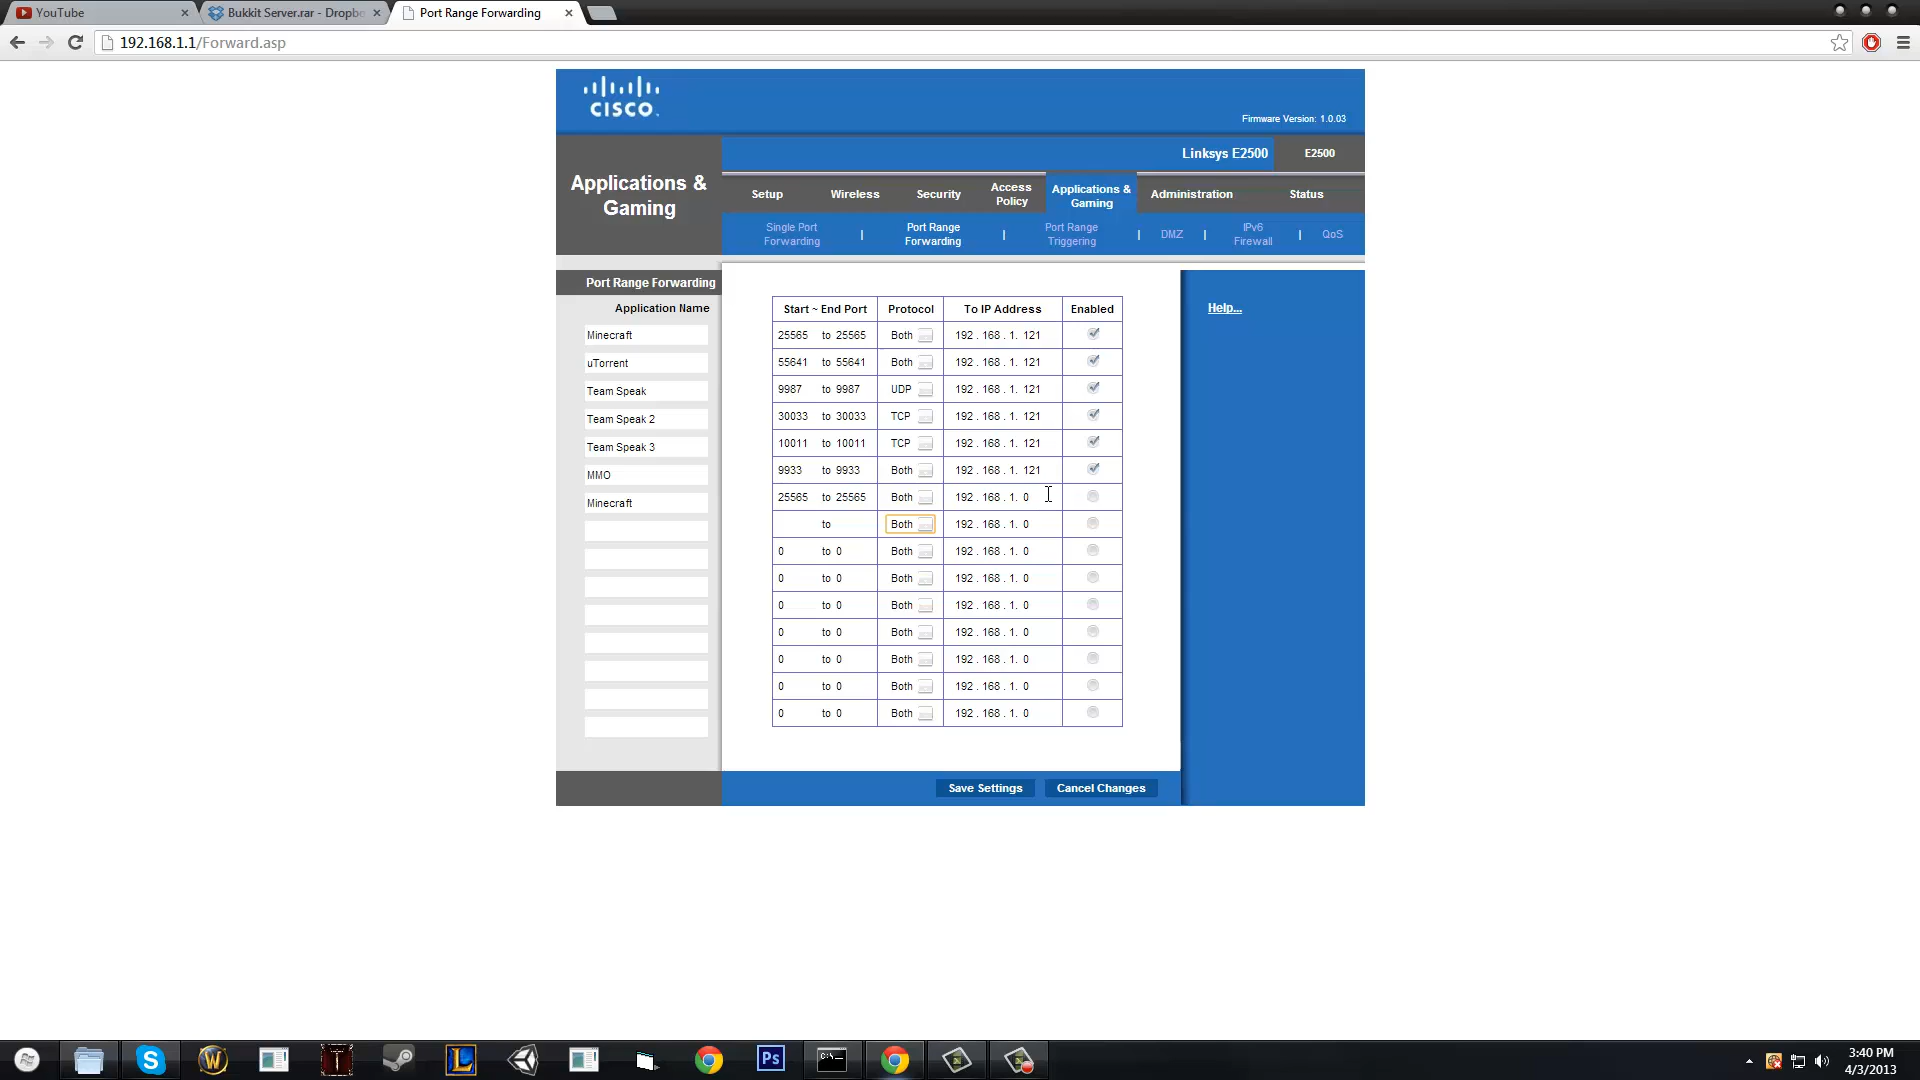 YouTube
Bukkit Server.rar - Dropbo
Port Range Forwarding
192.168.1.1/Forward.asp
CISCO
Firmware Version: 1.0.03
Linksys E2500
E2500
Applications &
Gaming
Setup
Wireless
Security
Access
Policy
Applications &
Gaming
Administration
Status
Single Port
Forwarding
|
Port Range
Forwarding
|
Port Range
Triggering
|
DMZ
|
IPv6
Firewall
|
QoS
Port Range Forwarding
Application Name
Minecraft
uTorrent
Team Speak
Team Speak 2
Team Speak 3
MMO
Minecraft
Start ~ End Port Protocol To IP Address Enabled
25565 to 25565 Both 192 . 168 . 1. 121
55641 to 55641 Both 192 . 168 . 1. 121
9987 to 9987 UDP 192 . 168 . 1. 121
30033 to 30033 TCP 192 . 168 . 1. 121
10011 to 10011 TCP 192 . 168 . 1. 121
9933 to 9933 Both 192 . 168 . 1. 121
25565 to 25565 Both 192 . 168 . 1. 0
to Both 192 . 168 . 1. 0
0 to 0 Both 192 . 168 . 1. 0
0 to 0 Both 192 . 168 . 1. 0
0 to 0 Both 192 . 168 . 1. 0
0 to 0 Both 192 . 168 . 1. 0
0 to 0 Both 192 . 168 . 1. 0
0 to 0 Both 192 . 168 . 1. 0
0 to 0 Both 192 . 168 . 1. 0
Help...
Save Settings
Cancel Changes
S
W
T
L
Ps
C:\_
3:40 PM
4/3/2013